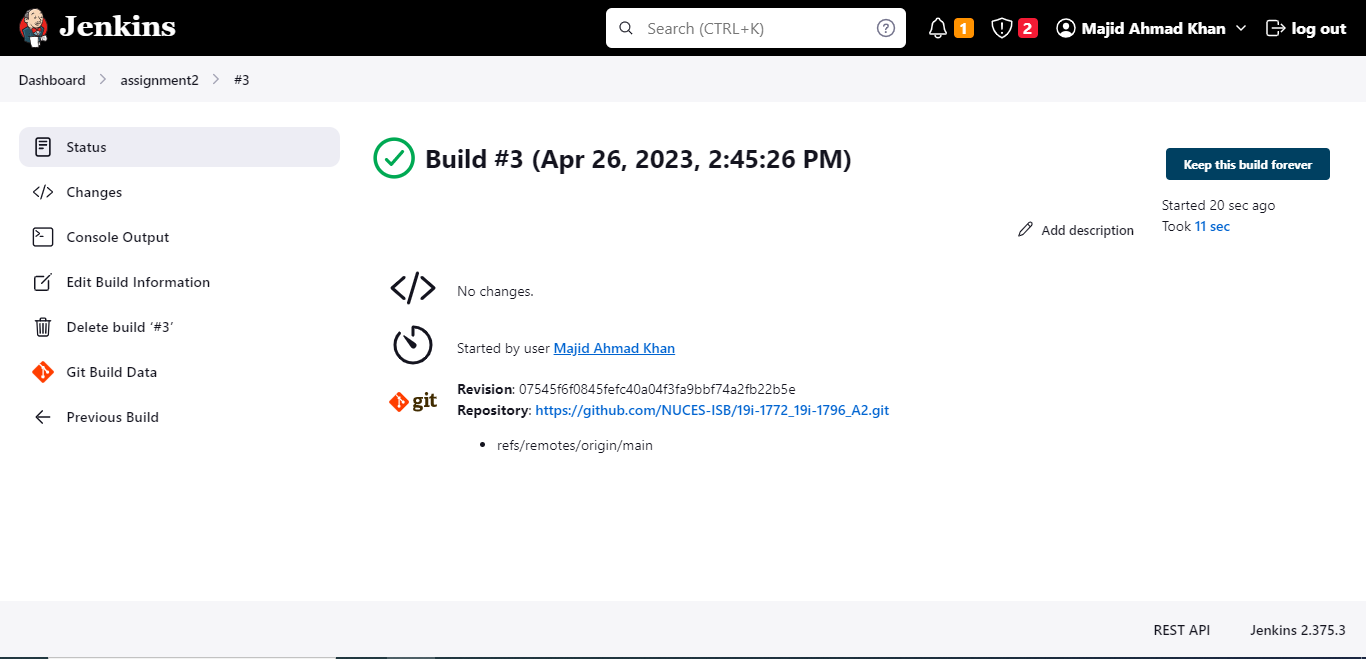 Jenkins
Search (CTRL+K)
1
2
Majid Ahmad Khan
log out
Dashboard
assignment2
#3
Status
Changes
Console Output
Edit Build Information
Delete build ‘#3’
Git Build Data
Previous Build
Build #3 (Apr 26, 2023, 2:45:26 PM)
Keep this build forever
Started 20 sec ago
Took 11 sec
Add description
No changes.
Started by user Majid Ahmad Khan
git
Revision: 07545f6f0845fefc40a04f3fa9bbf74a2fb22b5e
Repository: https://github.com/NUCES-ISB/19i-1772_19i-1796_A2.git
• refs/remotes/origin/main
REST API
Jenkins 2.375.3